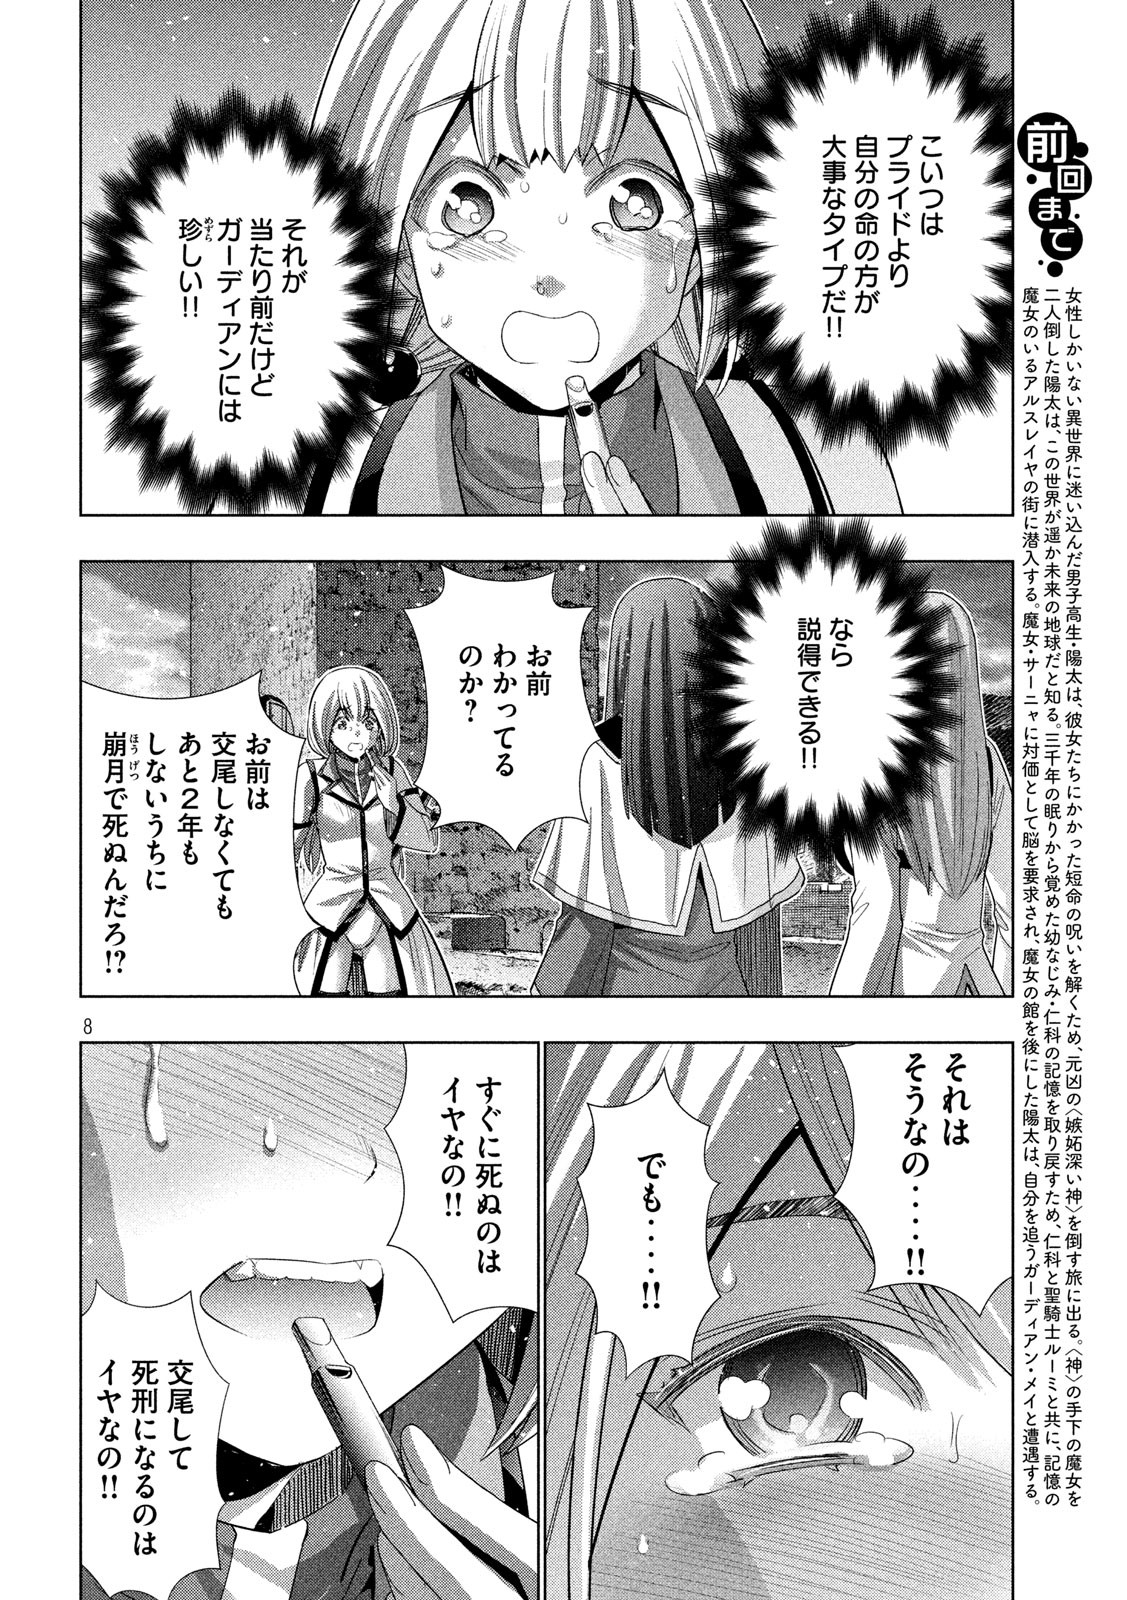 前回まで
女性しかいない異世界に迷い込んだ男子高生・陽太は、彼女たちにかかった短命の呪いを解くため、元凶の〈嫉妬深い神〉を倒す旅に出る。〈神〉の手下の魔女を
二人倒した陽太は、この世界が遥か未来の地球だと知る。三千年の眠りから覚めた幼なじみ・仁科の記憶を取り戻すため、仁科と聖騎士ルーミと共に、記憶の
魔女のいるアルスレイヤの街に潜入する。魔女・サーニャに対価として脳を要求され、魔女の館を後にした陽太は、自分を追うガーディアン・メイと遭遇する。
こいつは
プライドより
自分の命の方が
大事なタイプだ!!
それが
当たり前だけど
ガーディアンには
珍しい!!
めずら
なら
説得できる!!
お前
わかってる
のか?
お前は
交尾しなくても
あと2年も
しないうちに
崩月で死ぬんだろ!?
ほうげつ
それは
そうなの‥‥!!
でも‥‥‥!!
すぐに死ぬのは
イヤなの!!
交尾して
死刑になるのは
イヤなの!!
8